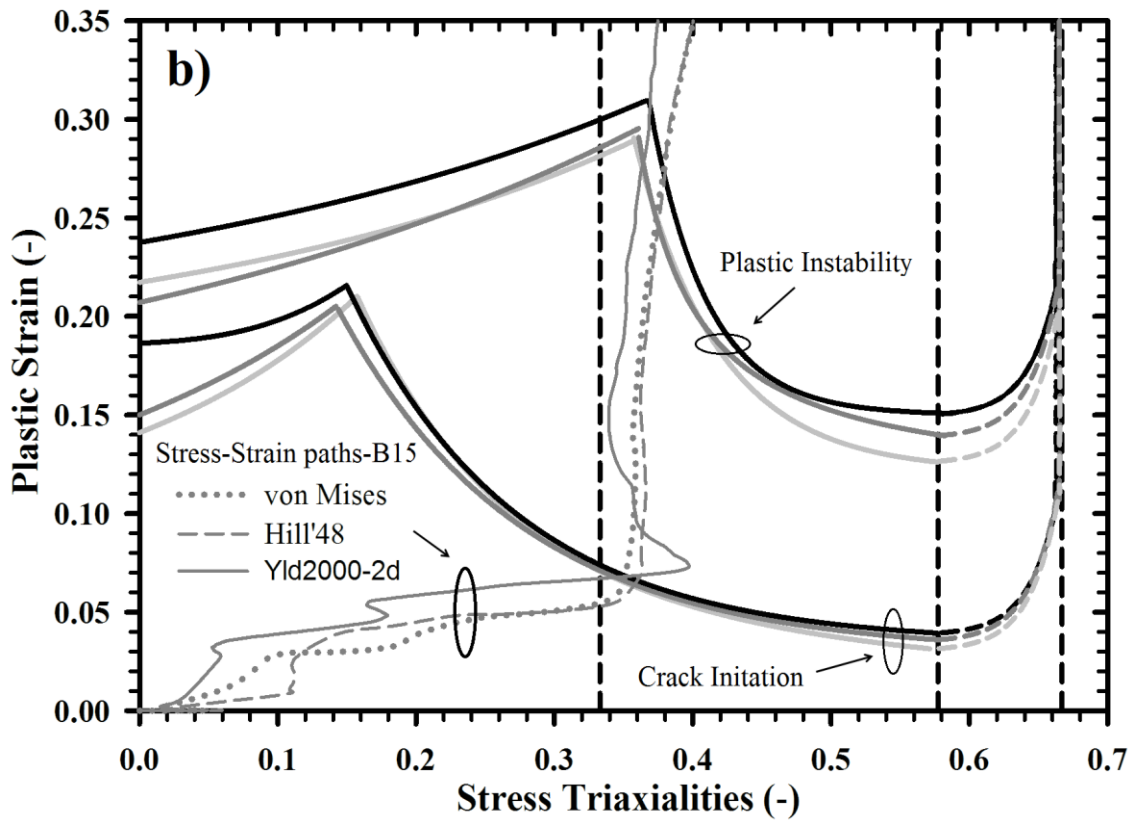 b)
0.35
0.30
0.25
0.20
0.15
0.10
0.05
0.00
Plastic Strain (-)
Plastic Instability
Stress-Strain paths-B15
von Mises
Hill'48
Yld2000-2d
Crack Initation
0.0 0.1 0.2 0.3 0.4 0.5 0.6 0.7
Stress Triaxialities (-)